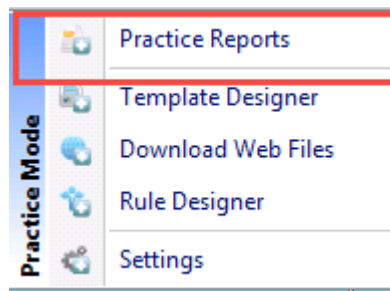 Practice Reports
Template Designer
Download Web Files
Rule Designer
Settings
Practice Mode